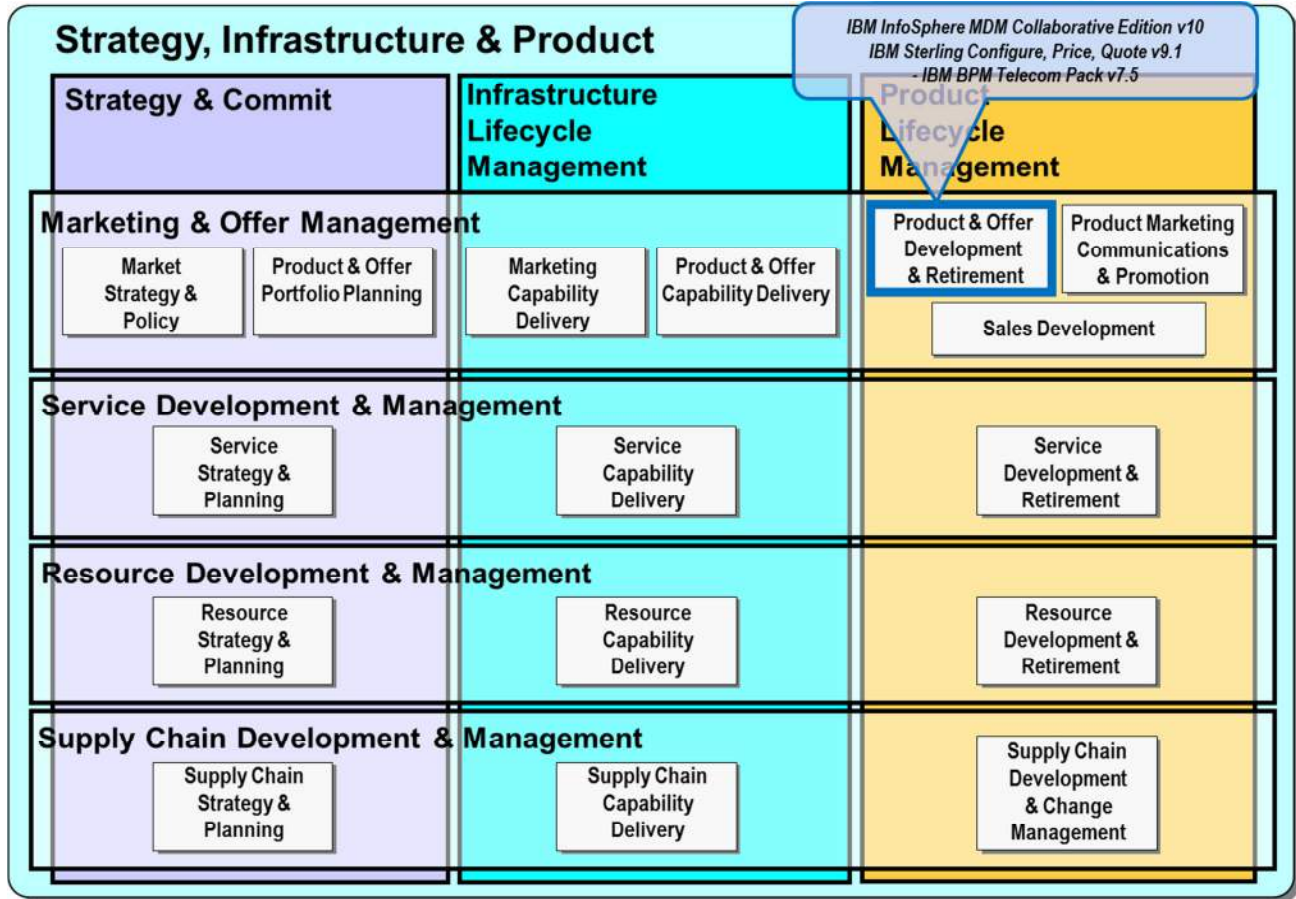 Strategy, Infrastructure & Product
IBM InfoSphere MDM Collaborative Edition v10
IBM Sterling Configure, Price, Quote v9.1
- IBM BPM Telecom Pack v7.5
Strategy & Commit
Infrastructure
Lifecycle
Management
Product
Lifecycle
Management
Marketing & Offer Management
Market
Strategy &
Policy
Product & Offer
Portfolio Planning
Marketing
Capability
Delivery
Product & Offer
Capability Delivery
Product & Offer
Development
& Retirement
Product Marketing
Communications
& Promotion
Sales Development
Service Development & Management
Service
Strategy &
Planning
Service
Capability
Delivery
Service
Development &
Retirement
Resource Development & Management
Resource
Strategy &
Planning
Resource
Capability
Delivery
Resource
Development &
Retirement
Supply Chain Development & Management
Supply Chain
Strategy &
Planning
Supply Chain
Capability
Delivery
Supply Chain
Development
& Change
Management